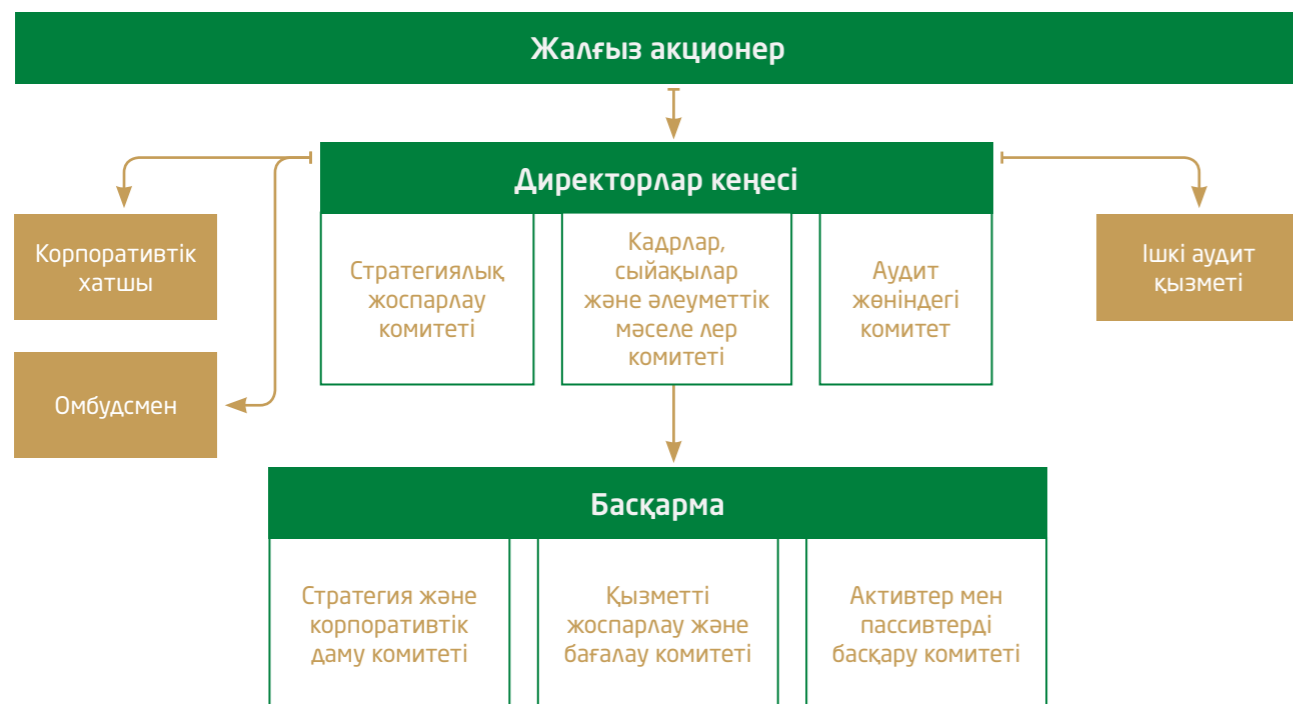 Жалғыз акционер
Директорлар кеңесі
Корпоративтік
хатшы
Омбудсмен
Стратегиялық
жоспарлау
комитеті
Кадрлар,
сыйақылар
және әлеуметтік
мәселе лер
комитеті
Аудит
жөніндегі
комитет
Ішкі аудит
қызметі
Басқарма
Стратегия және
корпоративтік
даму комитеті
Қызметті
жоспарлау және
бағалау комитеті
Активтер мен
пассивтерді
басқару комитеті